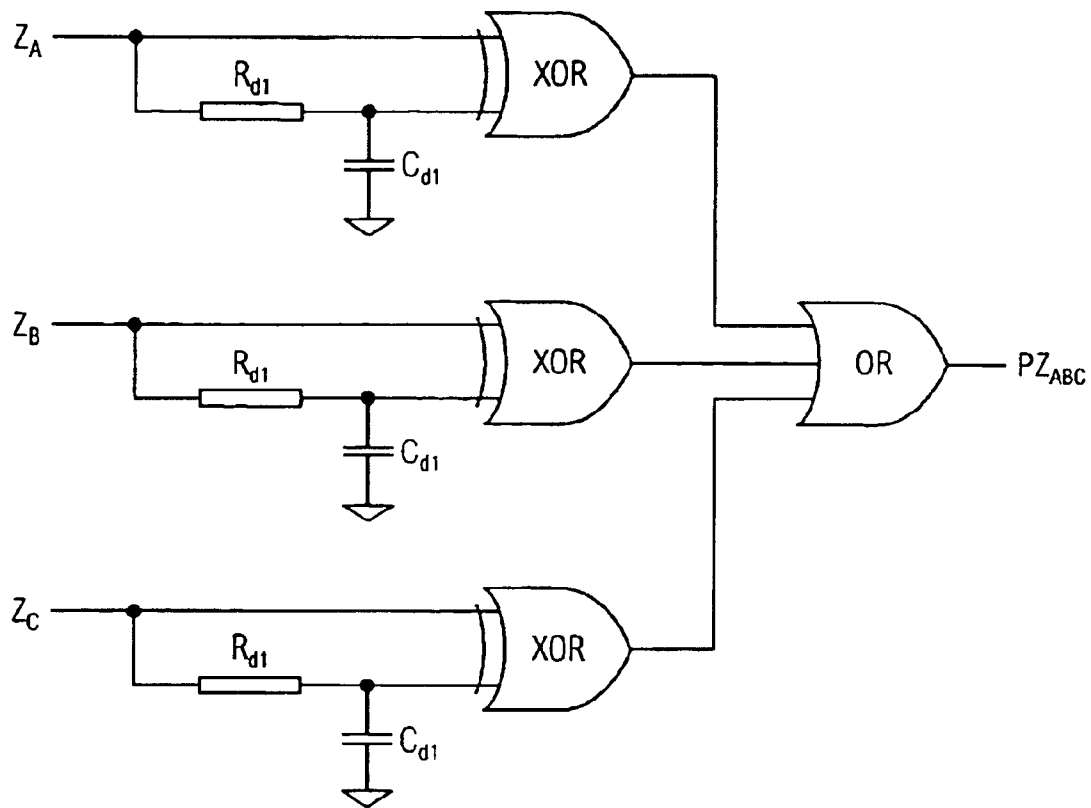 Z_A
R_d1
XOR
C_d1
Z_B
R_d1
XOR
OR
PZ_ABC
C_d1
Z_C
R_d1
XOR
C_d1